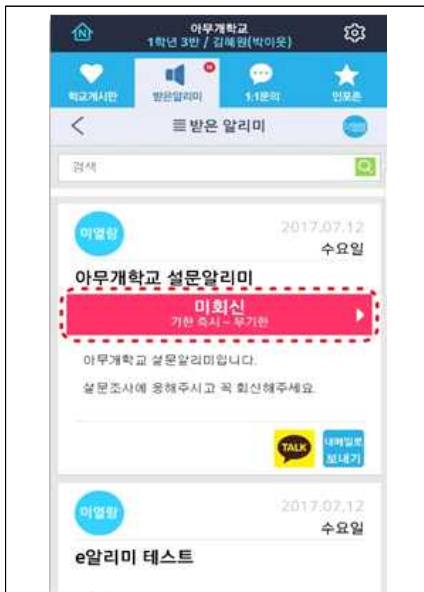 아무개학교
1학년 3반 / 김혜원(박이웃)
학교게시판
받은알리미
N
1:1문의
인포존
받은 알리미
검색
미열람
2017.07.12
수요일
아무개학교 설문알리미
미회신
기한 즉시 ~ 무기한
아무개학교 설문알리미입니다.
설문조사에 응해주시고 꼭 회신해주세요.
TALK
내메일로
보내기
미열람
2017.07.12
수요일
e알리미 테스트